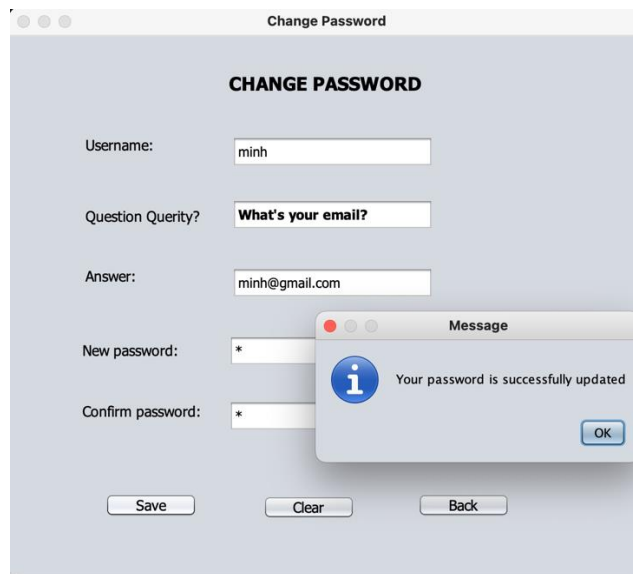 Change Password
CHANGE PASSWORD
Username:
minh
Question Querity?
What's your email?
Answer:
minh@gmail.com
Message
New password:
*
Your password is successfully updated
Confirm password:
*
OK
Save
Clear
Back